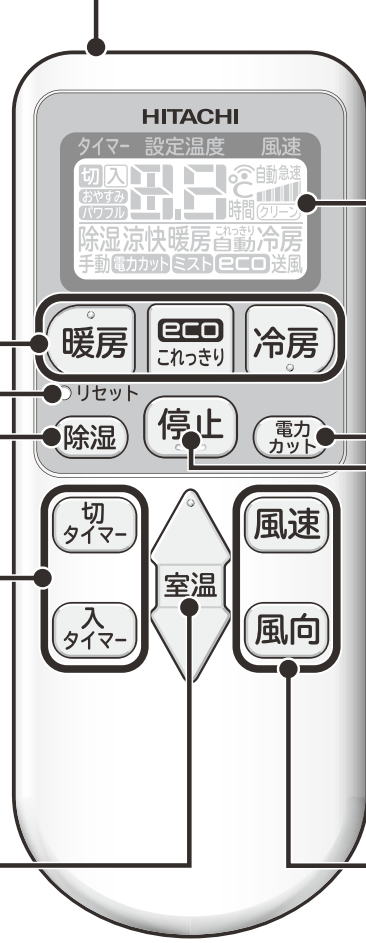 HITACHI
タイマー 設定温度 風速
切 入 自動 急速
おやすみ
パワフル 時間 クリーン
除湿 涼快 暖房 これっきり自動 冷房
手動 電力カット ミスト eco 送風
暖房
eco
これっきり
冷房
リセット
除湿
停止
電力
カット
切
タイマー
風速
室温
入
タイマー
風向